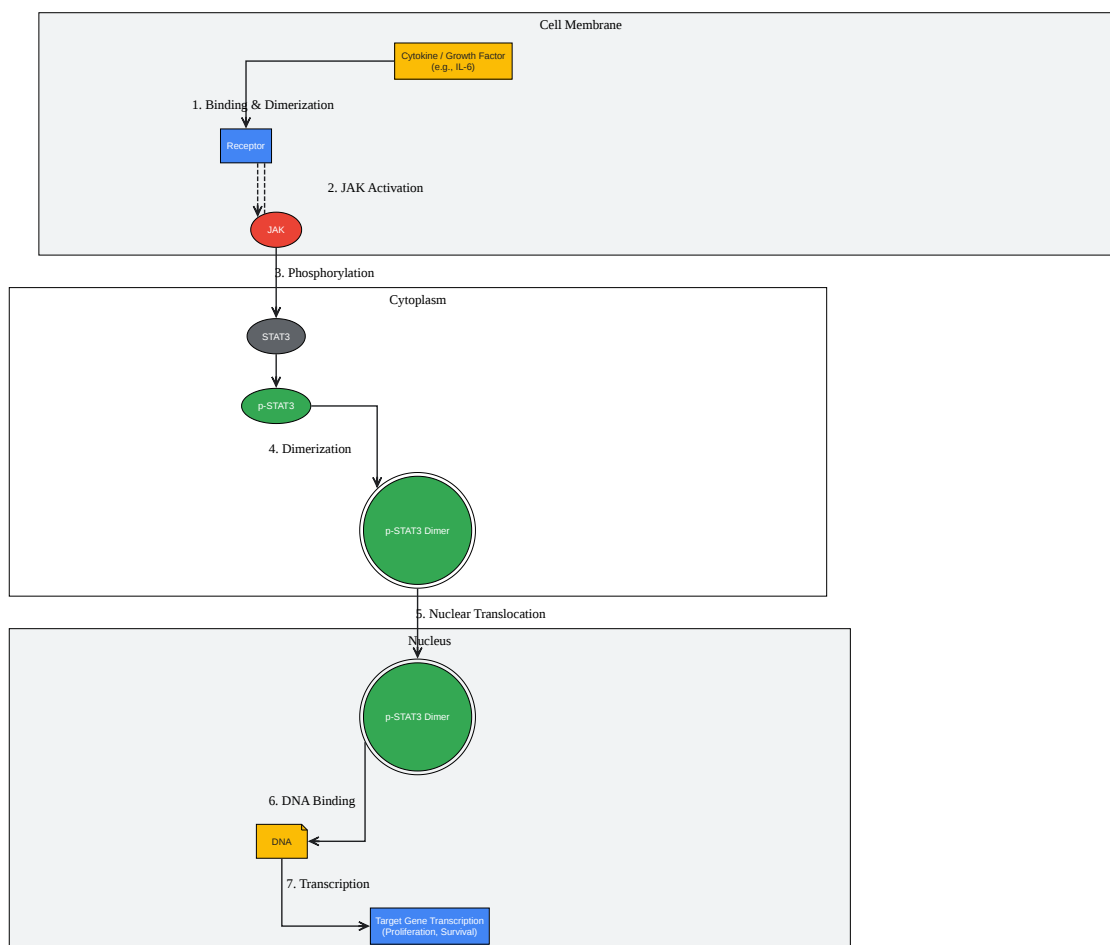 Cell Membrane
Cytokine / Growth Factor
(e.g., IL-6)
1. Binding & Dimerization
Receptor
2. JAK Activation
JAK
3. Phosphorylation
Cytoplasm
STAT3
p-STAT3
4. Dimerization
p-STAT3 Dimer
5. Nuclear Translocation
Nucleus
p-STAT3 Dimer
6. DNA Binding
DNA
7. Transcription
Target Gene Transcription
(Proliferation, Survival)